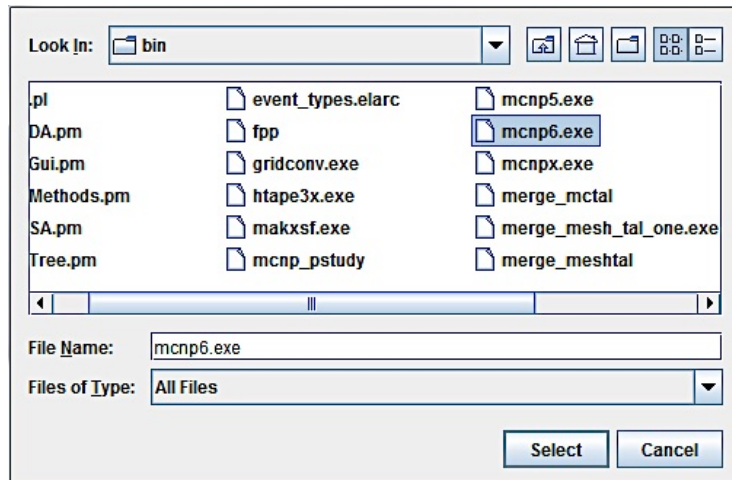 Look In: bin
.pl event_types.elarc mcnp5.exe
DA.pm fpp mcnp6.exe
Gui.pm gridconv.exe mcnpx.exe
Methods.pm htape3x.exe merge_mctal
SA.pm makxsf.exe merge_mesh_tal_one.exe
Tree.pm mcnp_pstudy merge_meshtal
File Name: mcnp6.exe
Files of Type: All Files
Select Cancel